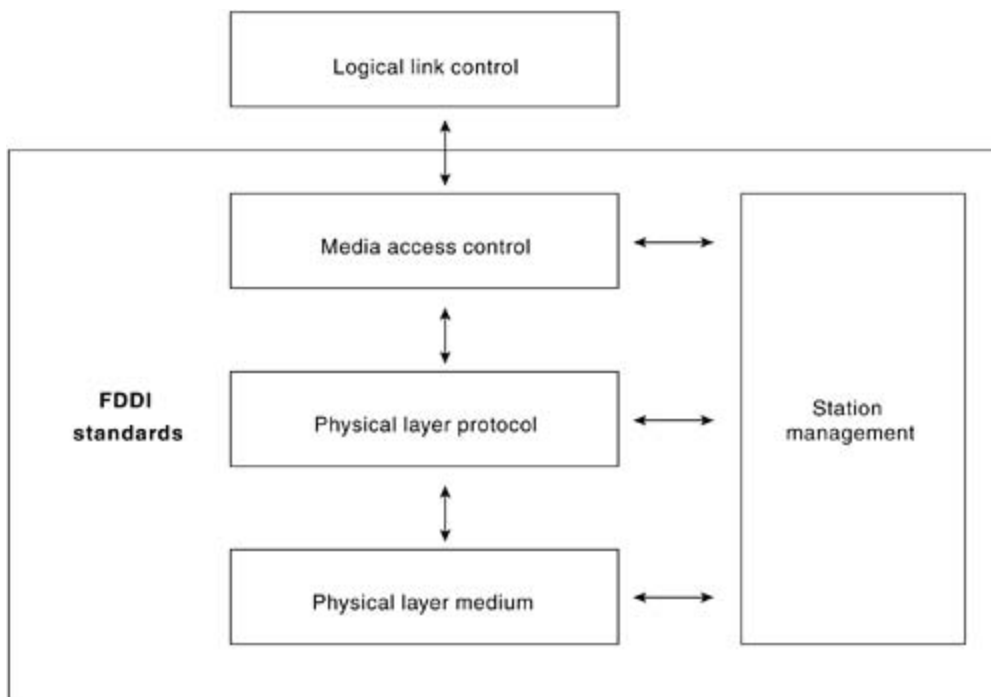 Logical link control
Media access control
FDDI
standards
Physical layer protocol
Station
management
Physical layer medium